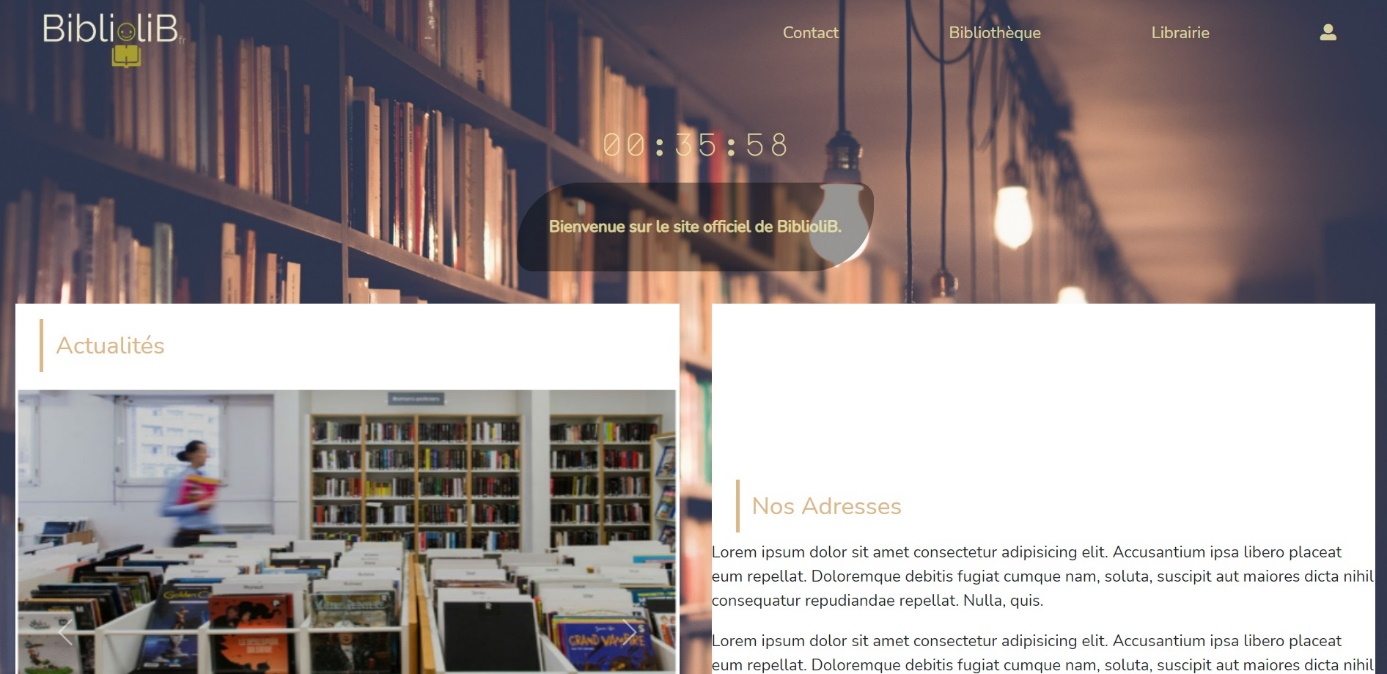 BiblioliB.fr
Contact
Bibliothèque
Librairie
00:35:58
Bienvenue sur le site officiel de BiblioliB.
Actualités
GRAND VAMPIRE
Nos Adresses
Lorem ipsum dolor sit amet consectetur adipisicing elit. Accusantium ipsa libero placeat
eum repellat. Doloremque debitis fugiat cumque nam, soluta, suscipit aut maiores dicta nihil
consequatur repudiandae repellat. Nulla, quis.
Lorem ipsum dolor sit amet consectetur adipisicing elit. Accusantium ipsa libero placeat
eum repellat. Doloremque debitis fugiat cumque nam, soluta, suscipit aut maiores dicta nihil